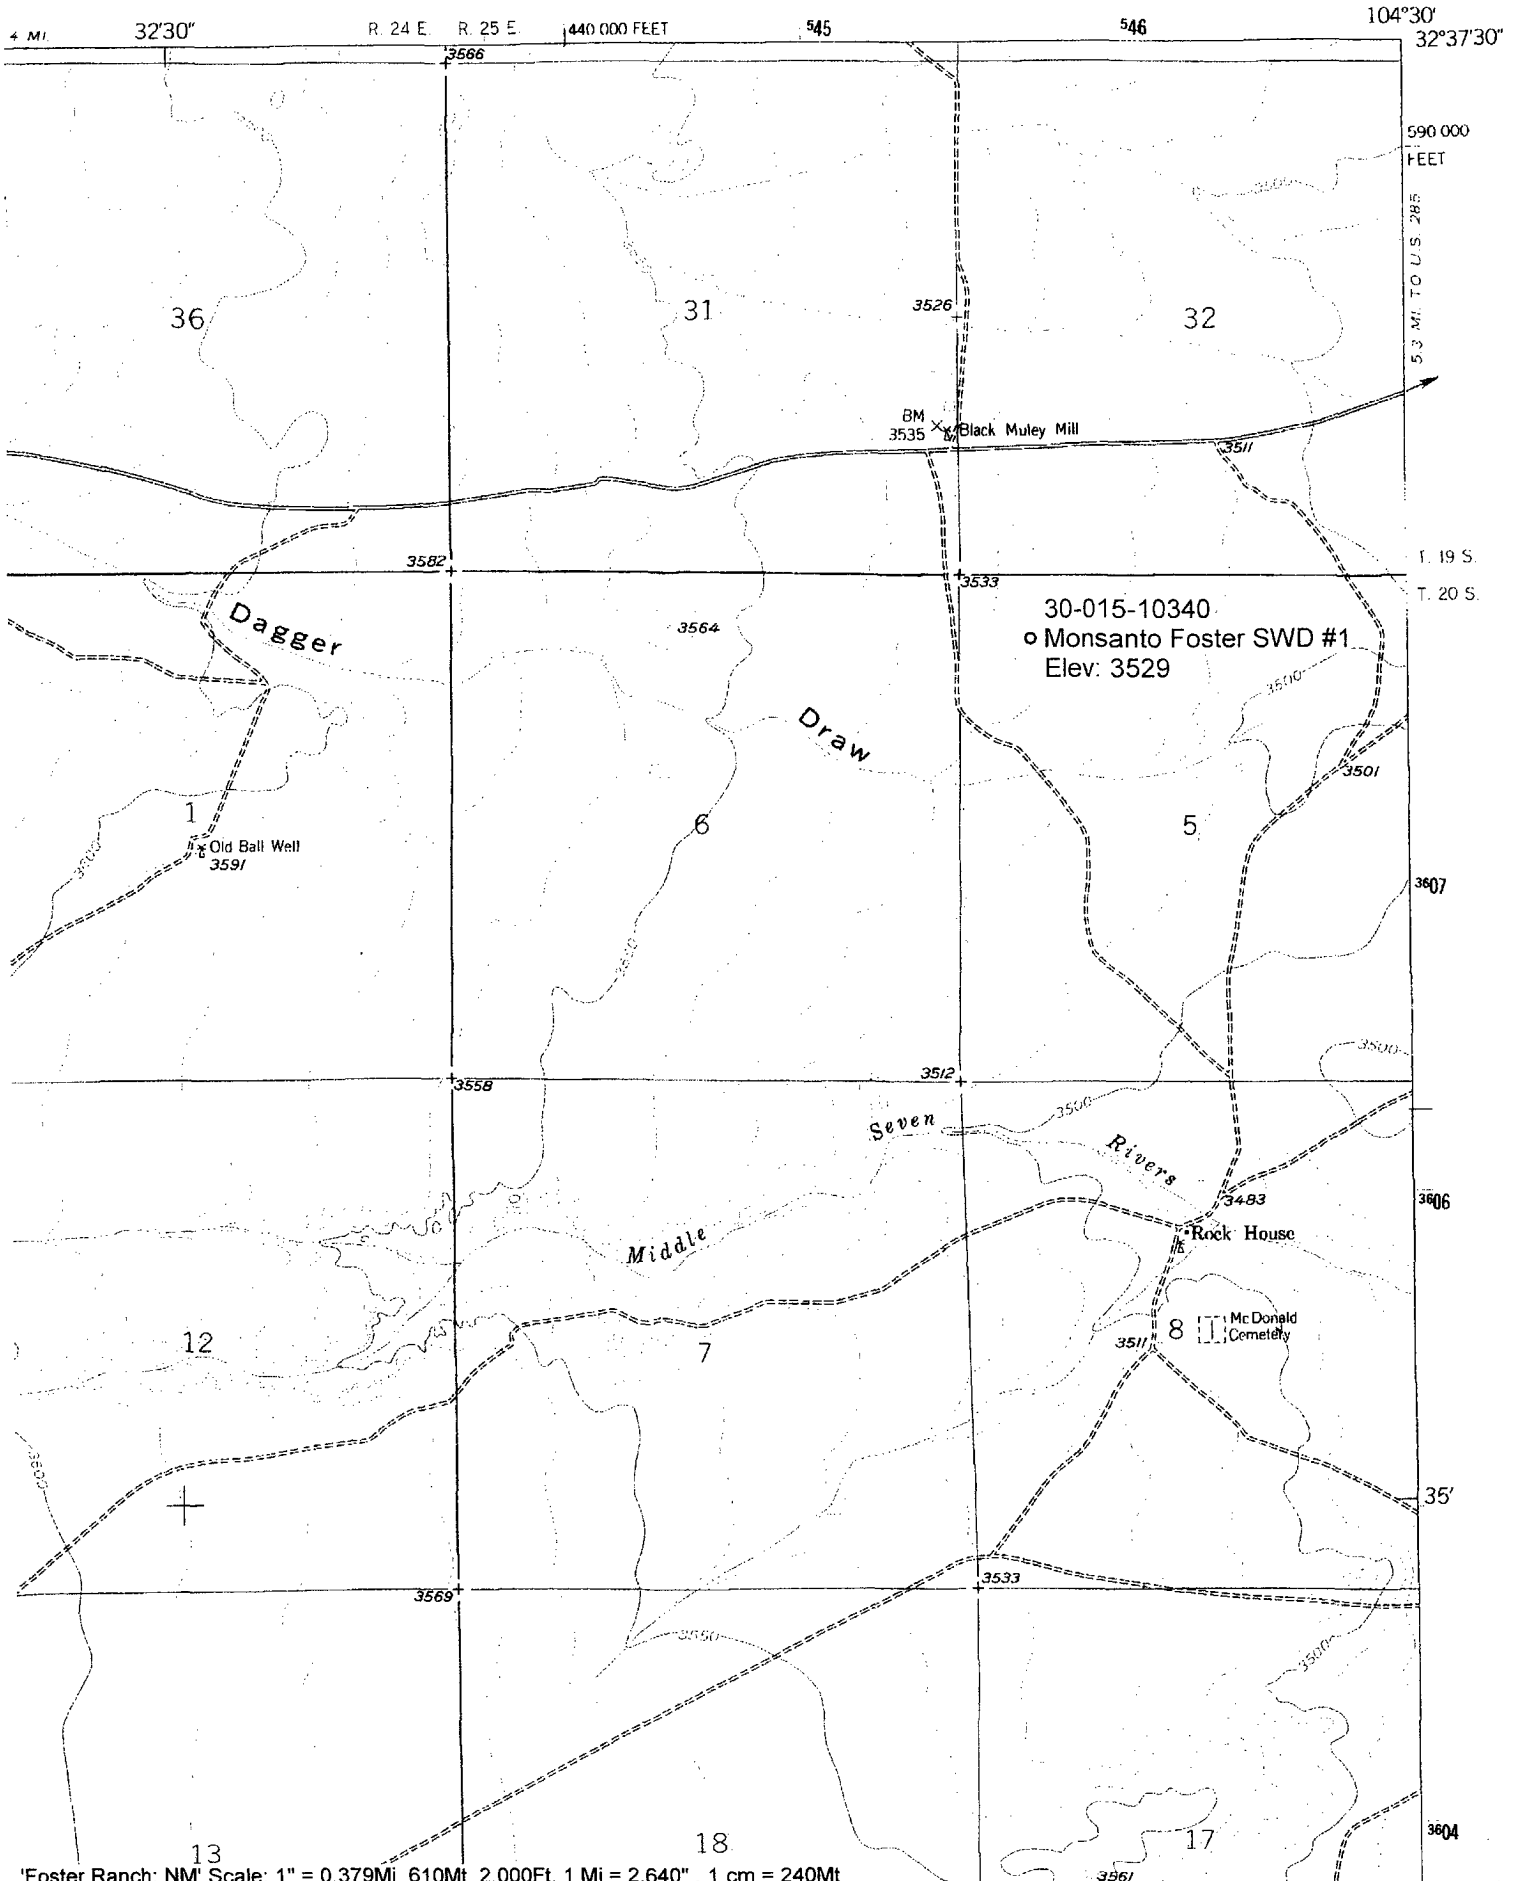 4 MI.
32'30"
R. 24 E.
R. 25 E.
440 000 FEET
545
546
104°30'
32°37'30"
3566
590 000
FEET
3500
5.3 MI. TO U.S. 285
36
31
3526
32
BM
3535
Black Muley Mill
3511
3582
T. 19 S.
3533
T. 20 S.
30-015-10340
Monsanto Foster SWD #1
Elev: 3529
Dagger
3564
3500
Draw
3501
1
6
5
Old Ball Well
3591
3600
3607
3550
3500
3558
3512
3500
Seven
Rivers
3483
3606
Middle
Rock House
12
7
8
McDonald
Cemetery
3511
3600
35'
3569
3533
3550
3500
13
18
17
3604
'Foster Ranch; NM' Scale: 1" = 0.379Mi 610Mt 2,000Ft, 1 Mi = 2.640" 1 cm = 240Mt
3561